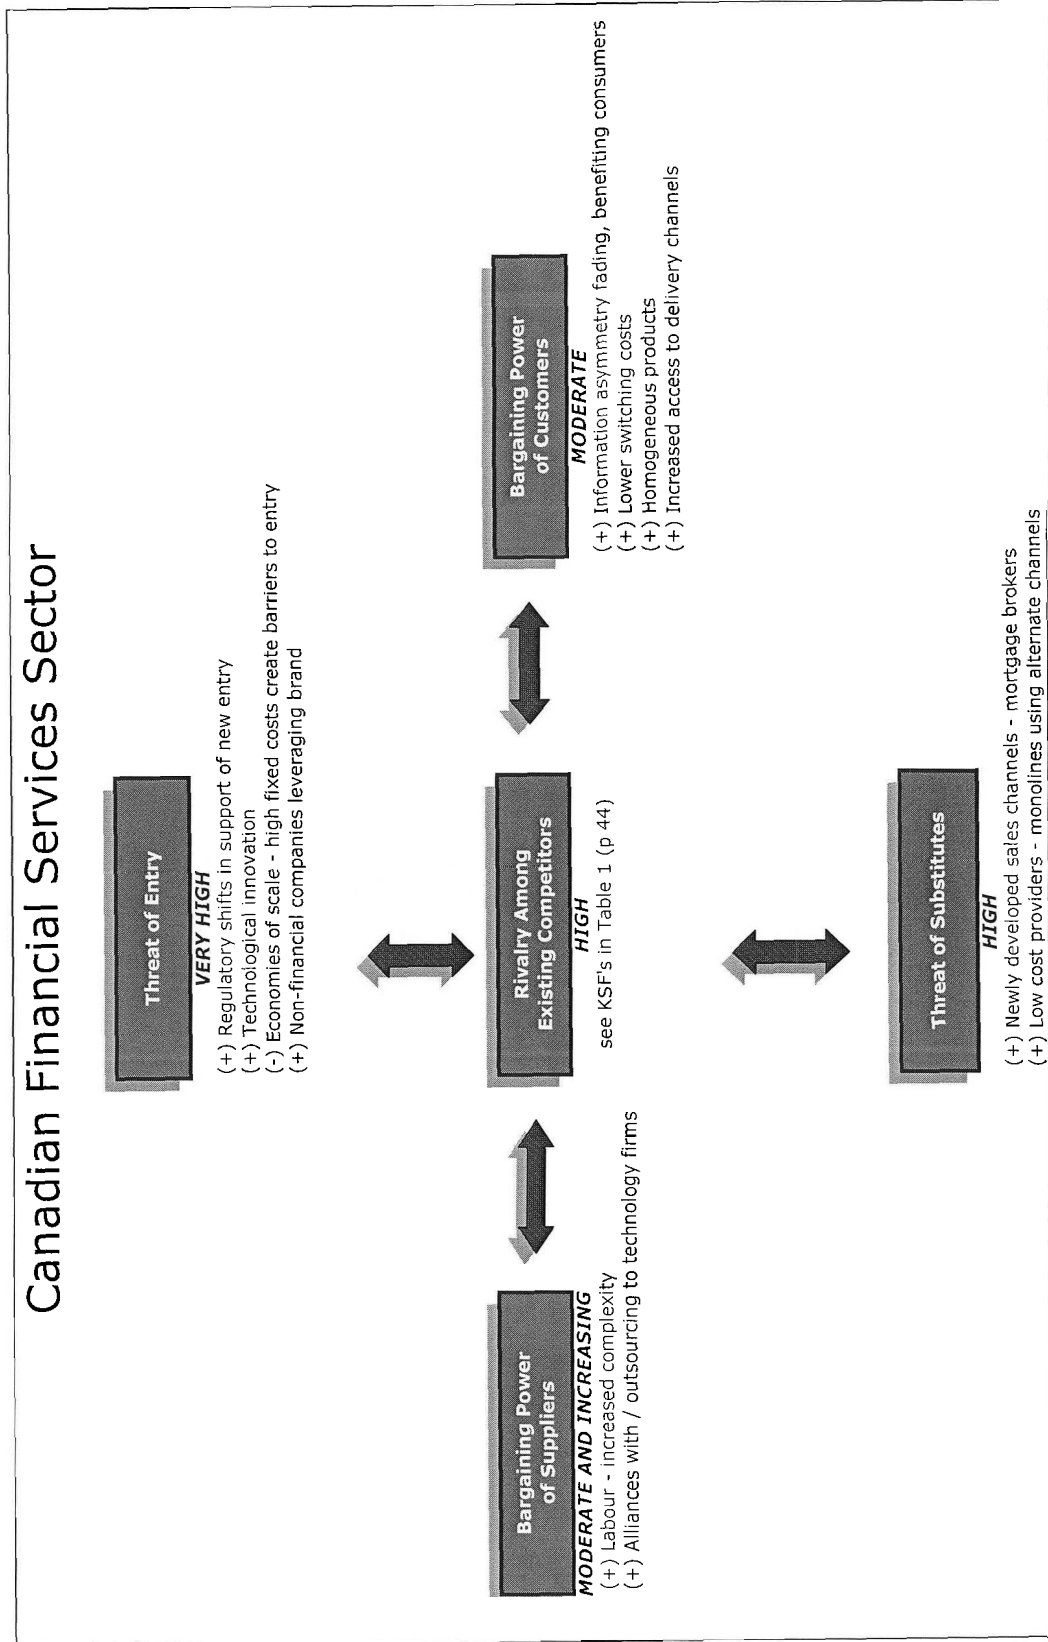 Canadian Financial Services Sector
Threat of Entry
VERY HIGH
(+) Regulatory shifts in support of new entry
(+) Technological innovation
(-) Economies of scale - high fixed costs create barriers to entry
(+) Non-financial companies leveraging brand
Bargaining Power
of Suppliers
MODERATE AND INCREASING
(+) Labour - increased complexity
(+) Alliances with / outsourcing to technology firms
Rivalry Among
Existing Competitors
HIGH
see KSF's in Table 1 (p 44)
Bargaining Power
of Customers
MODERATE
(+) Information asymmetry fading, benefiting consumers
(+) Lower switching costs
(+) Homogeneous products
(+) Increased access to delivery channels
Threat of Substitutes
HIGH
(+) Newly developed sales channels - mortgage brokers
(+) Low cost providers - monolines using alternate channels